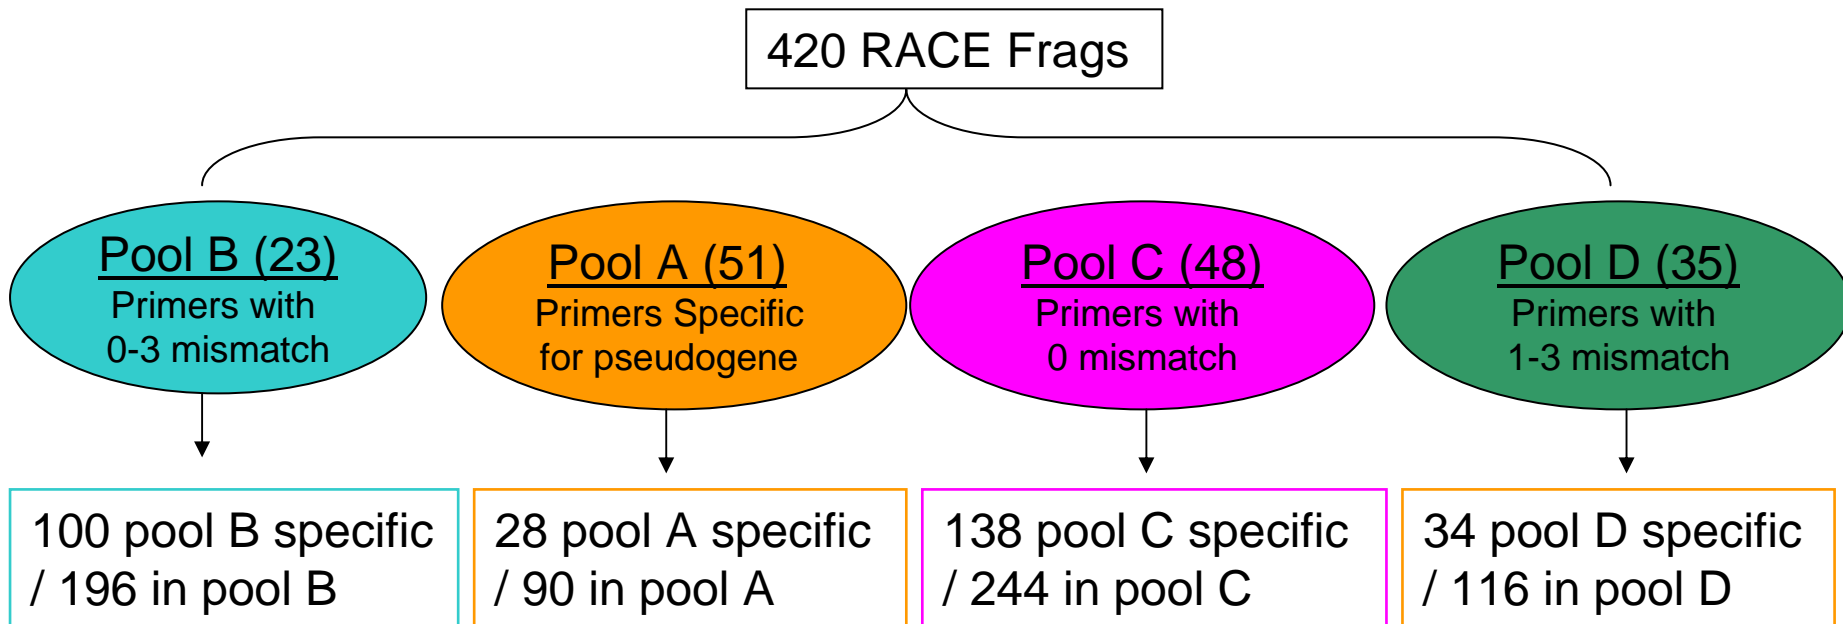 420 RACE Frags
Pool B (23)
Primers with
0-3 mismatch
Pool A (51)
Primers Specific
for pseudogene
Pool C (48)
Primers with
0 mismatch
Pool D (35)
Primers with
1-3 mismatch
100 pool B specific
/ 196 in pool B
28 pool A specific
/ 90 in pool A
138 pool C specific
/ 244 in pool C
34 pool D specific
/ 116 in pool D